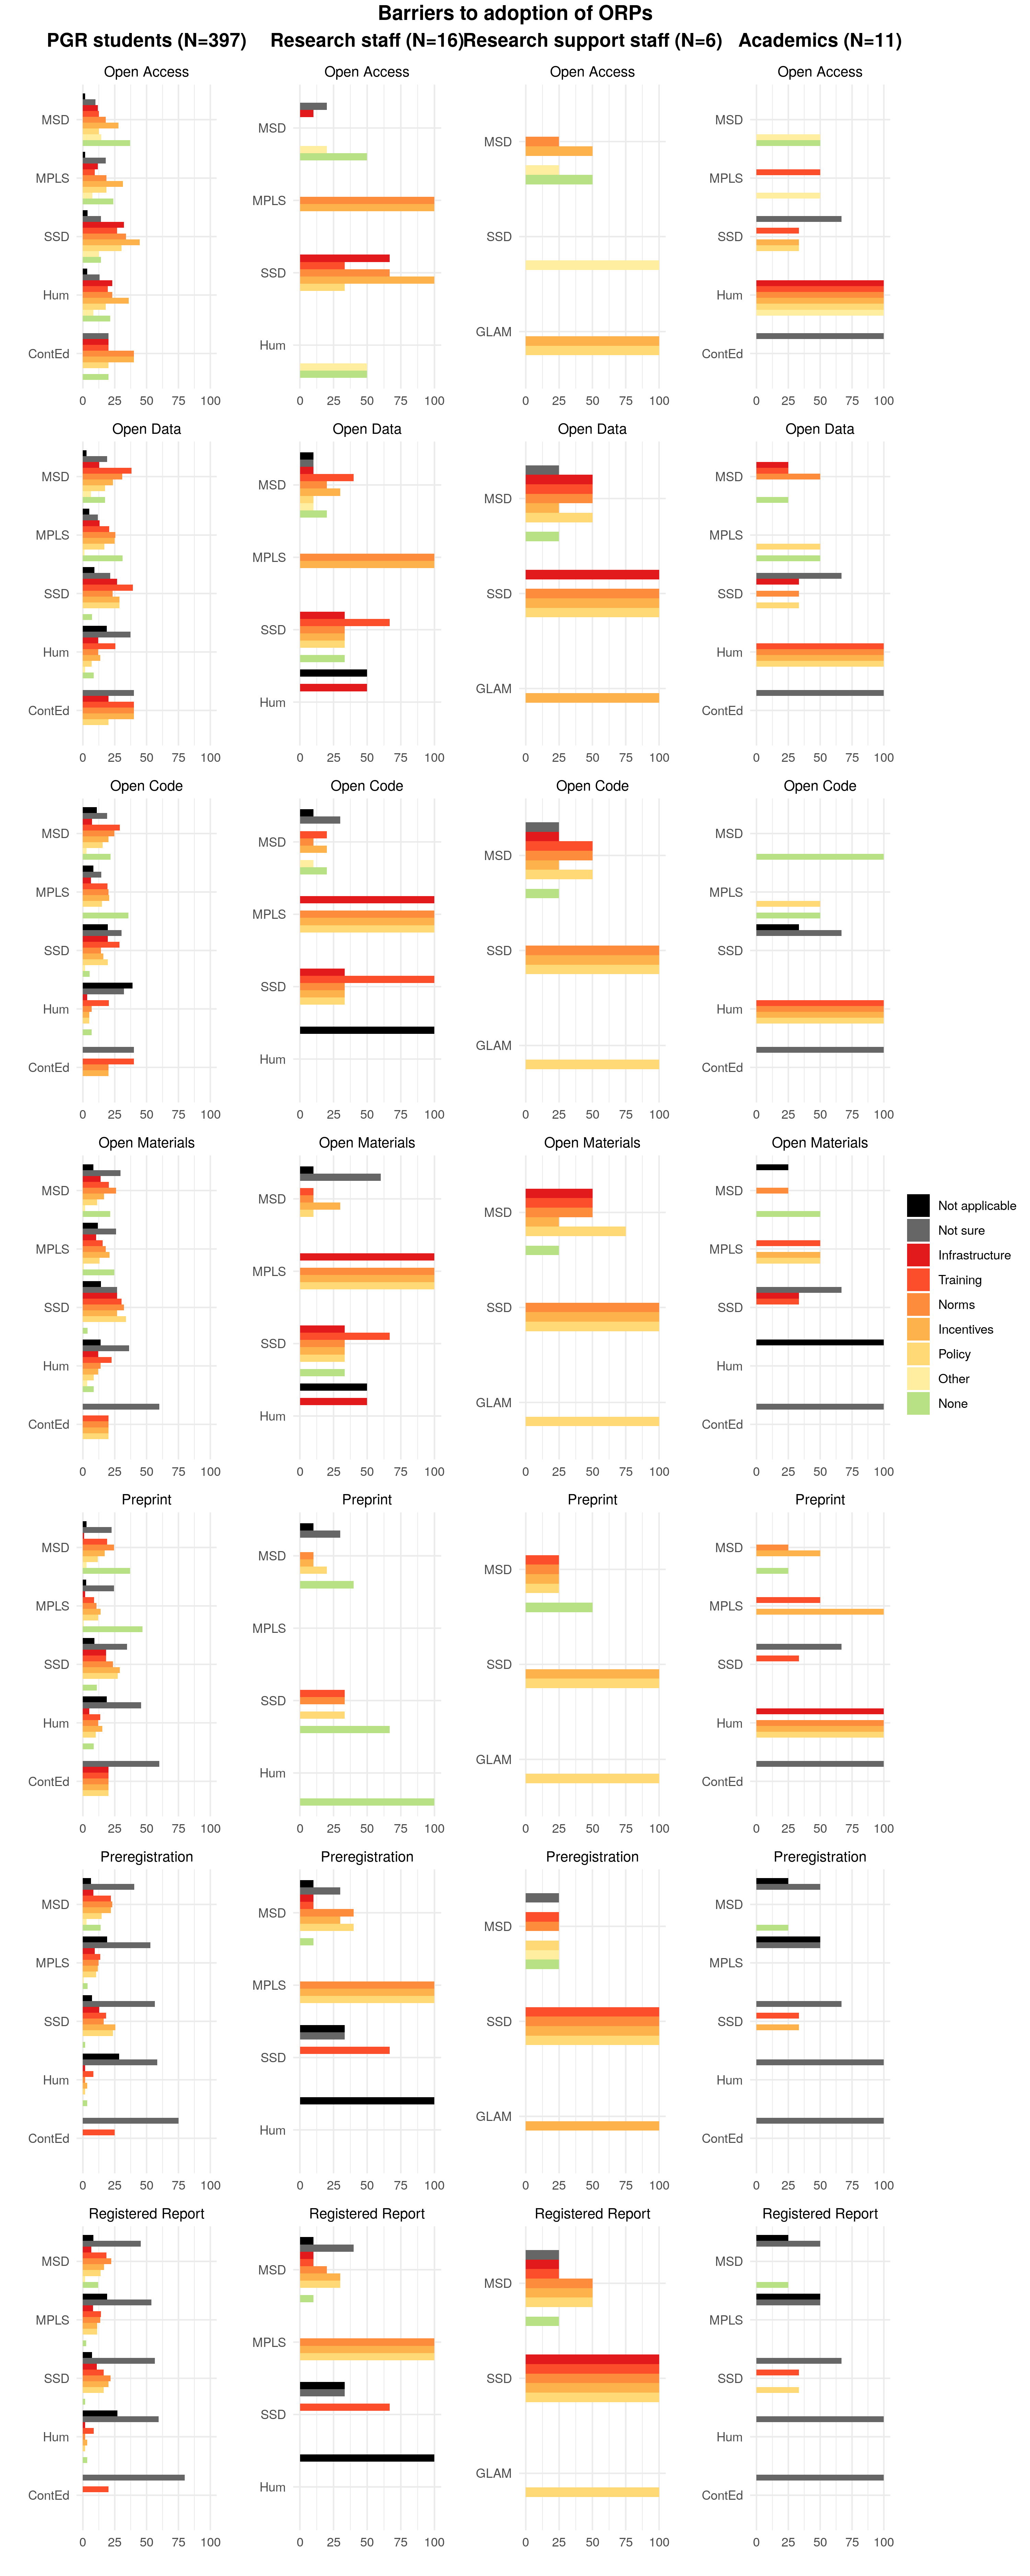 Barriers to adoption of ORPs
PGR students (N=397) Research staff (N=16) Research support staff (N=6) Academics (N=11)
Open Access Open Access Open Access Open Access
MSD MSD MSD MSD
MPLS MPLS SSD MPLS
SSD SSD GLAM SSD
Hum Hum Hum
ContEd ContEd
0 25 50 75 100 0 25 50 75 100 0 25 50 75 100 0 25 50 75 100
Open Data Open Data Open Data Open Data
MSD MSD MSD MSD
MPLS MPLS SSD MPLS
SSD SSD GLAM SSD
Hum Hum Hum
ContEd ContEd
0 25 50 75 100 0 25 50 75 100 0 25 50 75 100 0 25 50 75 100
Open Code Open Code Open Code Open Code
MSD MSD MSD MSD
MPLS MPLS SSD MPLS
SSD SSD GLAM SSD
Hum Hum Hum
ContEd ContEd
0 25 50 75 100 0 25 50 75 100 0 25 50 75 100 0 25 50 75 100
Open Materials Open Materials Open Materials Open Materials
MSD MSD MSD MSD
MPLS MPLS SSD MPLS
SSD SSD GLAM SSD
Hum Hum Hum
ContEd ContEd
0 25 50 75 100 0 25 50 75 100 0 25 50 75 100 0 25 50 75 100
Not applicable
Not sure
Infrastructure
Training
Norms
Incentives
Policy
Other
None
Preprint Preprint Preprint Preprint
MSD MSD MSD MSD
MPLS MPLS SSD MPLS
SSD SSD GLAM SSD
Hum Hum Hum
ContEd ContEd
0 25 50 75 100 0 25 50 75 100 0 25 50 75 100 0 25 50 75 100
Preregistration Preregistration Preregistration Preregistration
MSD MSD MSD MSD
MPLS MPLS SSD MPLS
SSD SSD GLAM SSD
Hum Hum Hum
ContEd ContEd
0 25 50 75 100 0 25 50 75 100 0 25 50 75 100 0 25 50 75 100
Registered Report Registered Report Registered Report Registered Report
MSD MSD MSD MSD
MPLS MPLS SSD MPLS
SSD SSD GLAM SSD
Hum Hum Hum
ContEd ContEd
0 25 50 75 100 0 25 50 75 100 0 25 50 75 100 0 25 50 75 100